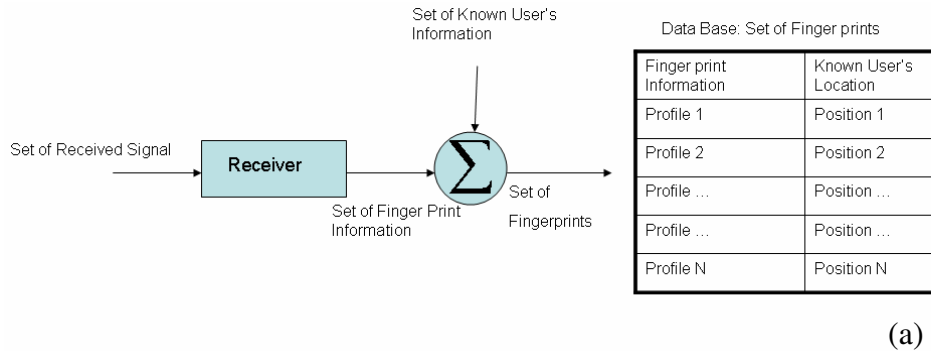 Set of Known User's
Information
Data Base: Set of Finger prints
Set of Received Signal
Receiver
Σ
Set of Finger Print
Information
Set of
Fingerprints
Finger print
Information
Known User's
Location
Profile 1
Position 1
Profile 2
Position 2
Profile ...
Position ...
Profile ...
Position ...
Profile N
Position N
(a)